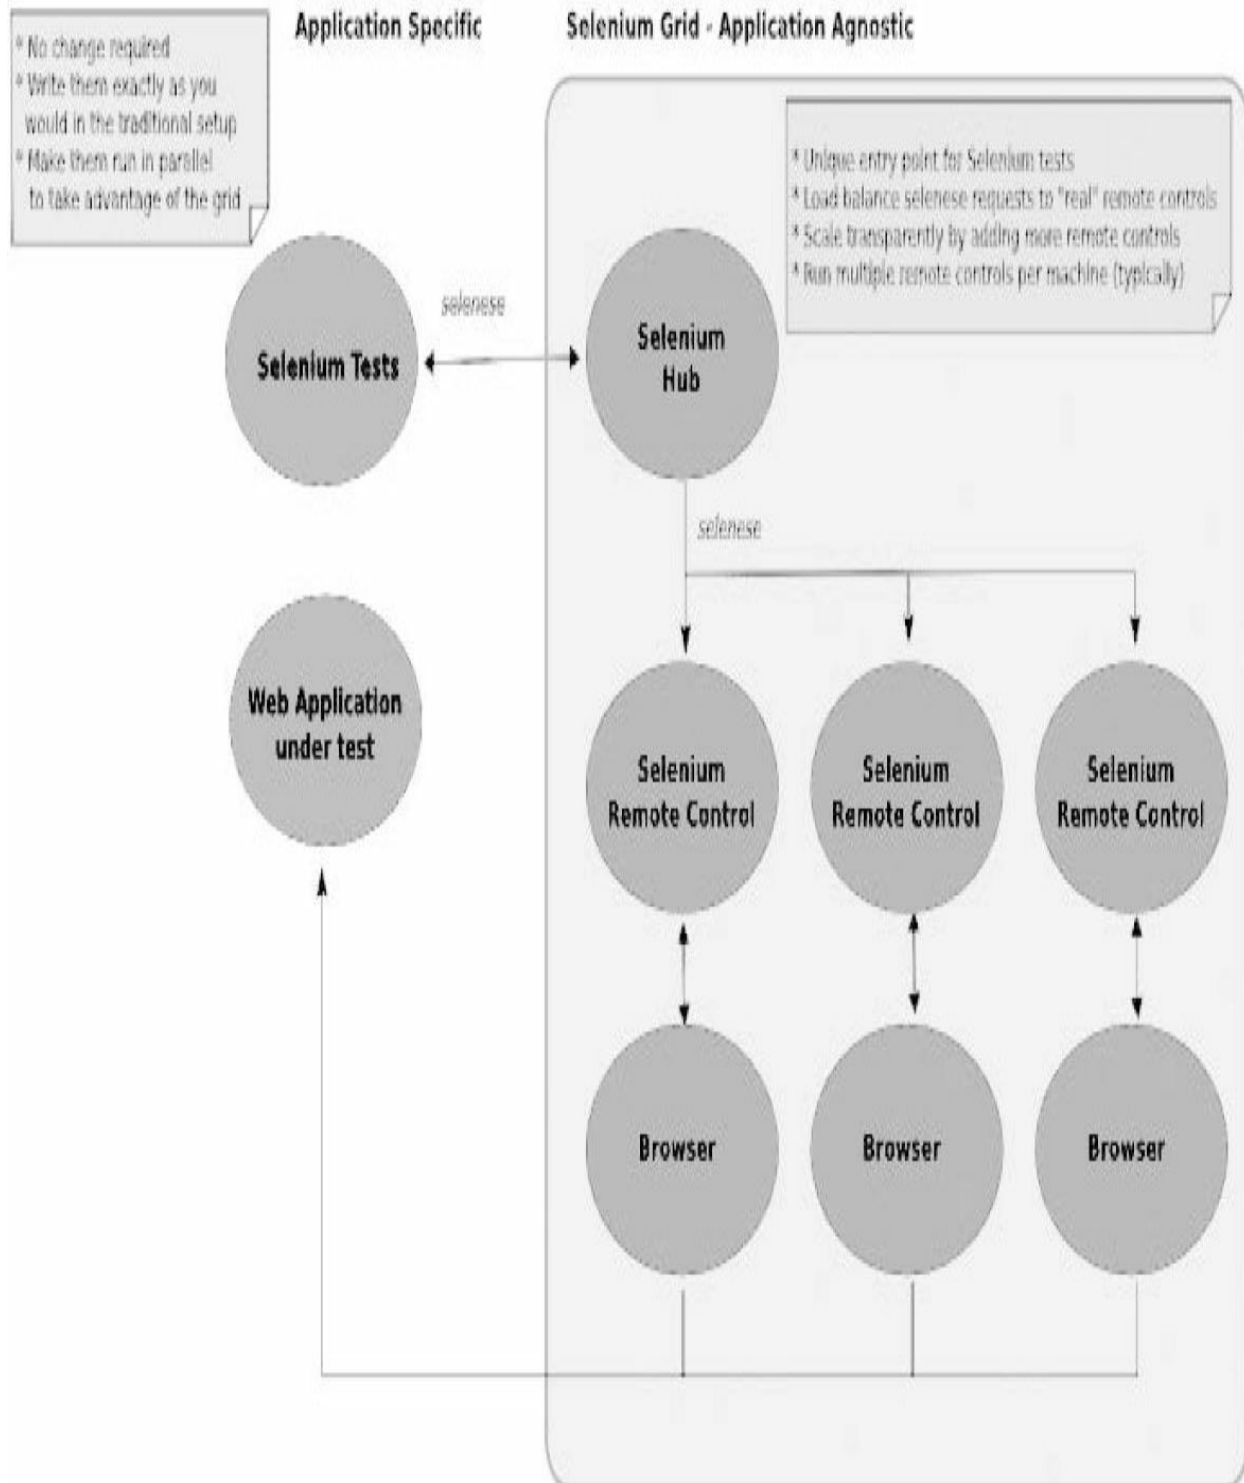 Application Specific
Selenium Grid - Application Agnostic
* No change required
* Write them exactly as you
would in the traditional setup
* Make them run in parallel
to take advantage of the grid
* Unique entry point for Selenium tests
* Load balance selenese requests to "real" remote controls
* Scale transparently by adding more remote controls
* Run multiple remote controls per machine (typically)
Selenium Tests
selenese
Selenium
Hub
selenese
Web Application
under test
Selenium
Remote Control
Selenium
Remote Control
Selenium
Remote Control
Browser
Browser
Browser